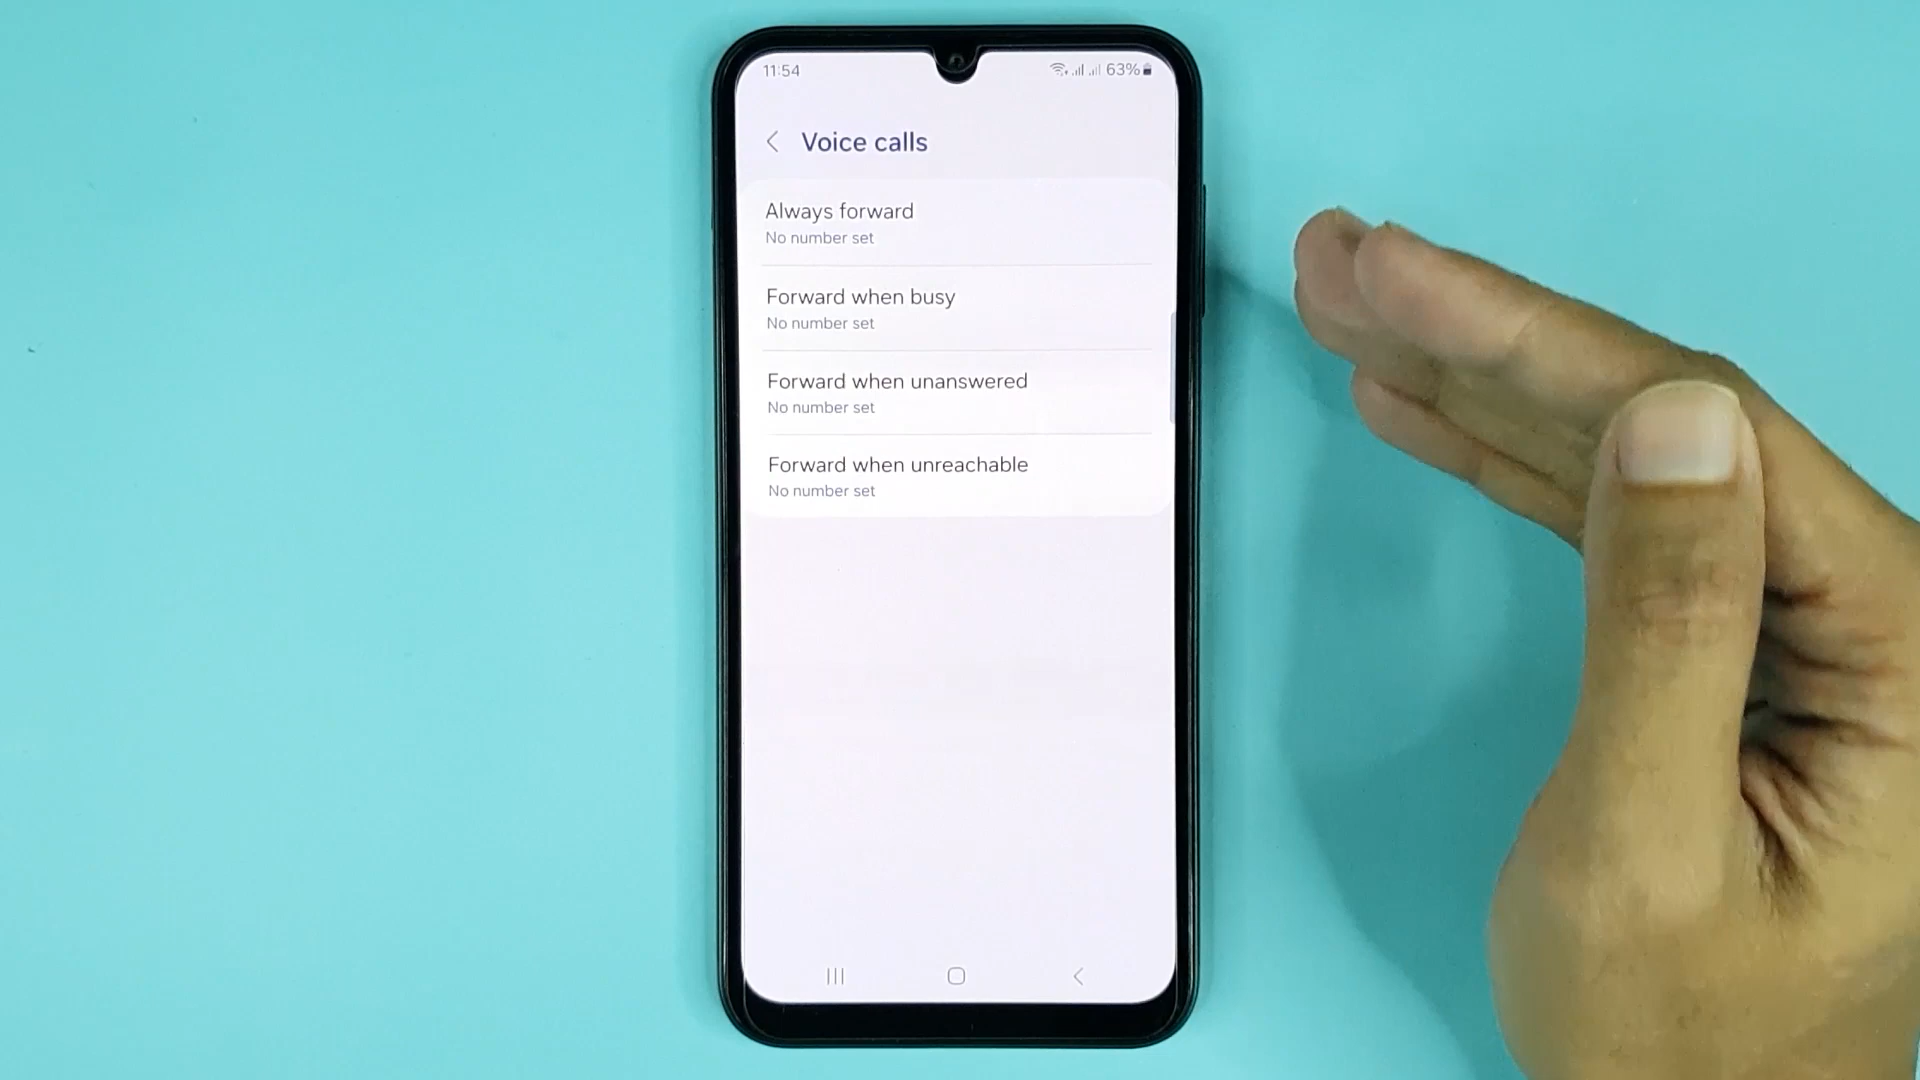 11:54
63%
Voice calls
Always forward
No number set
Forward when busy
No number set
Forward when unanswered
No number set
Forward when unreachable
No number set